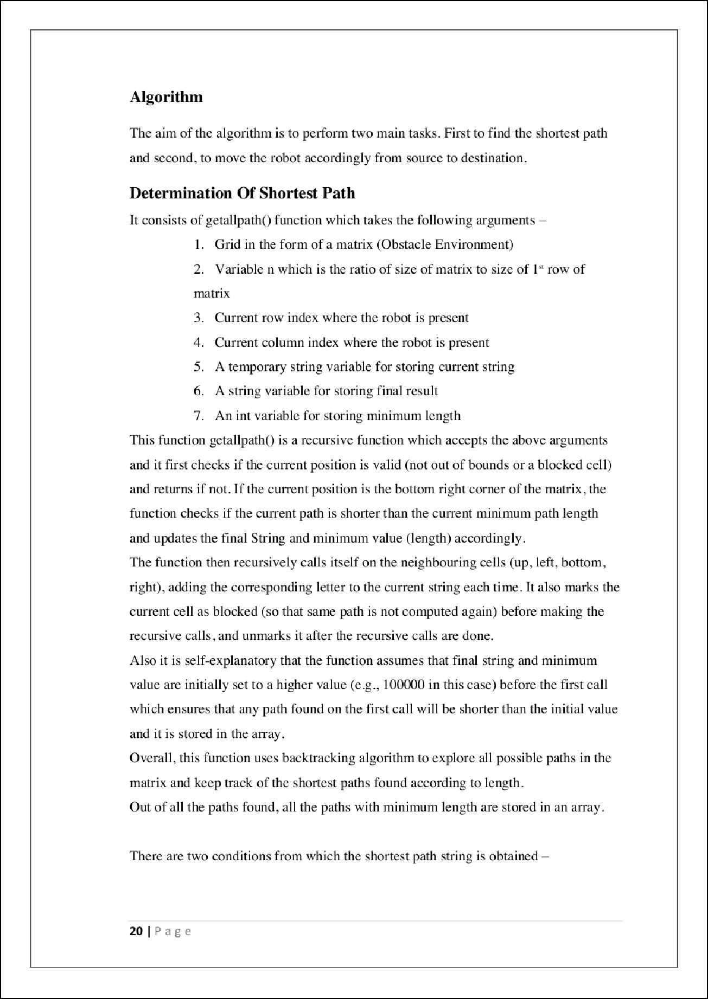 Algorithm
The aim of the algorithm is to perform two main tasks. First to find the shortest path
and second, to move the robot accordingly from source to destination.
Determination Of Shortest Path
It consists of getallpath() function which takes the following arguments –
1. Grid in the form of a matrix (Obstacle Environment)
2. Variable n which is the ratio of size of matrix to size of 1st row of
matrix
3. Current row index where the robot is present
4. Current column index where the robot is present
5. A temporary string variable for storing current string
6. A string variable for storing final result
7. An int variable for storing minimum length
This function getallpath() is a recursive function which accepts the above arguments
and it first checks if the current position is valid (not out of bounds or a blocked cell)
and returns if not. If the current position is the bottom right corner of the matrix, the
function checks if the current path is shorter than the current minimum path length
and updates the final String and minimum value (length) accordingly.
The function then recursively calls itself on the neighbouring cells (up, left, bottom,
right), adding the corresponding letter to the current string each time. It also marks the
current cell as blocked (so that same path is not computed again) before making the
recursive calls, and unmarks it after the recursive calls are done.
Also it is self-explanatory that the function assumes that final string and minimum
value are initially set to a higher value (e.g., 100000 in this case) before the first call
which ensures that any path found on the first call will be shorter than the initial value
and it is stored in the array.
Overall, this function uses backtracking algorithm to explore all possible paths in the
matrix and keep track of the shortest paths found according to length.
Out of all the paths found, all the paths with minimum length are stored in an array.
There are two conditions from which the shortest path string is obtained –
20 | P a g e